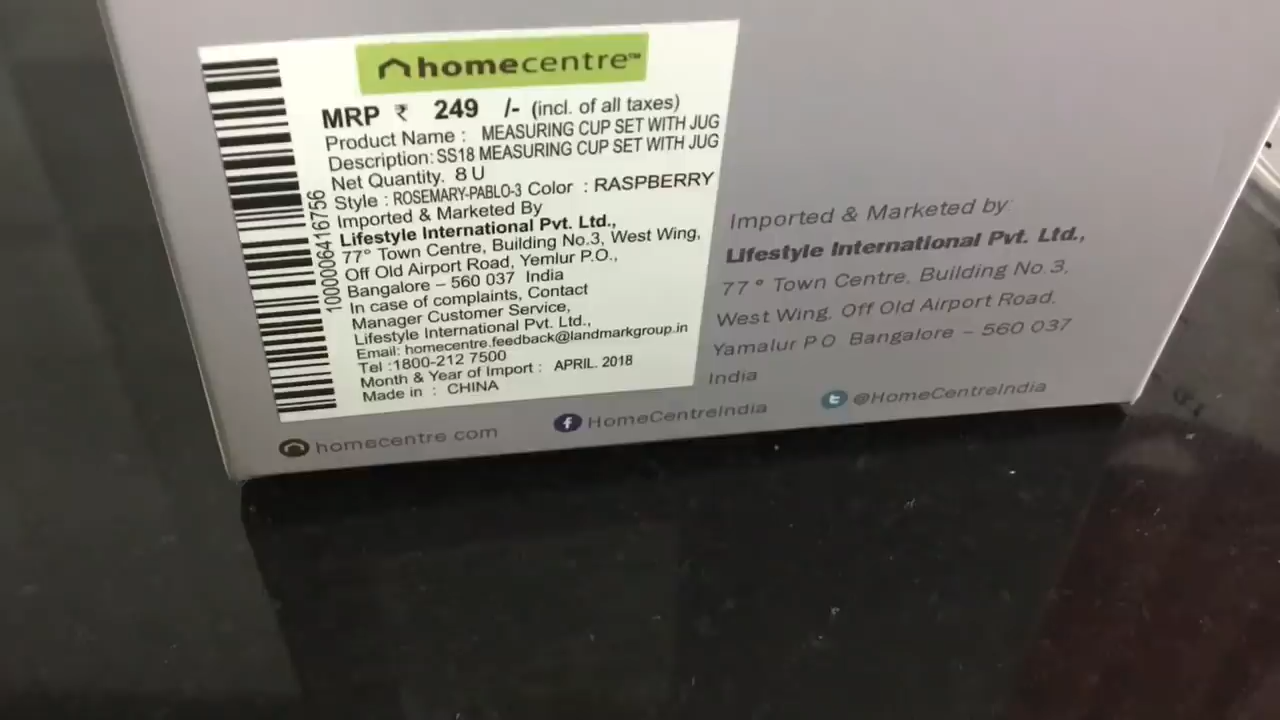 homecentre™
MRP ₹ 249 /- (incl. of all taxes)
Product Name : MEASURING CUP SET WITH JUG
Description: SS18 MEASURING CUP SET WITH JUG
Net Quantity. 8 U
Style : ROSEMARY-PABLO-3 Color : RASPBERRY
Imported & Marketed By
Lifestyle International Pvt. Ltd.,
77° Town Centre, Building No.3, West Wing,
Off Old Airport Road, Yemlur P.O.,
Bangalore – 560 037 India
In case of complaints, Contact
Manager Customer Service,
Lifestyle International Pvt. Ltd.,
Email: homecentre.feedback@landmarkgroup.in
Tel :1800-212 7500
Month & Year of Import : APRIL. 2018
Made in : CHINA
1000006416756
Imported & Marketed by:
Lifestyle International Pvt. Ltd.,
77° Town Centre, Building No.3,
West Wing, Off Old Airport Road,
Yamalur P O Bangalore – 560 037
India
homecentre.com
HomeCentreIndia
@HomeCentreIndia